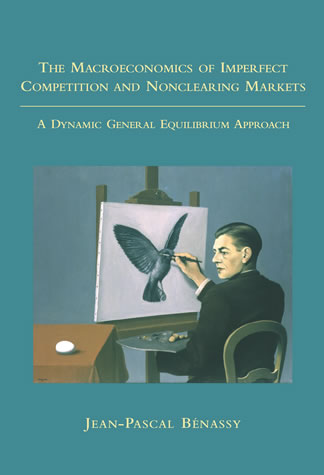 The Macroeconomics of Imperfect
Competition and Nonclearing Markets
A Dynamic General Equilibrium Approach
Jean-Pascal Bénassy